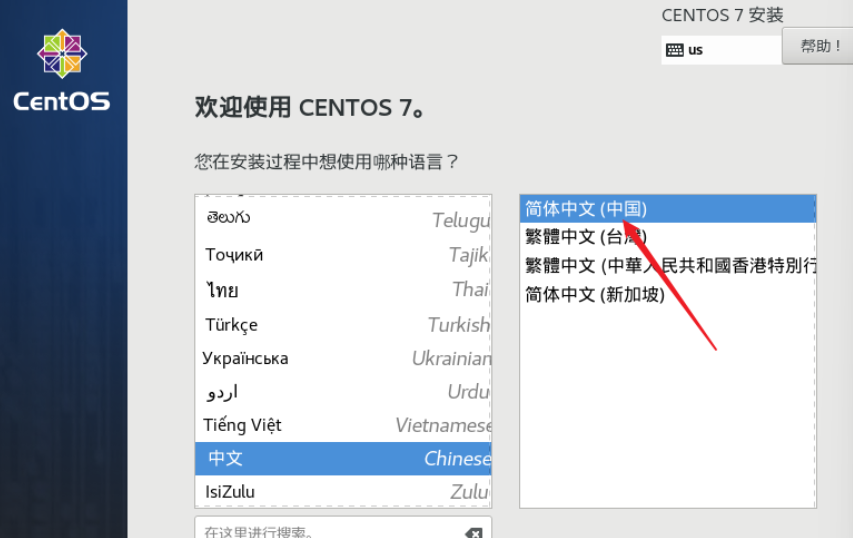 CENTOS 7 安装
us
帮助！
CentOS
欢迎使用 CENTOS 7。
您在安装过程中想使用哪种语言？
తెలుగు Telugu
Тоҷикӣ Tajik
ไทย Thai
Türkçe Turkish
Українська Ukrainian
اردو Urdu
Tiếng Việt Vietnamese
中文 Chinese
IsiZulu Zulu
简体中文 (中国)
繁體中文 (台灣)
繁體中文 (中華人民共和國香港特別行
简体中文 (新加坡)
在这里进行搜索。